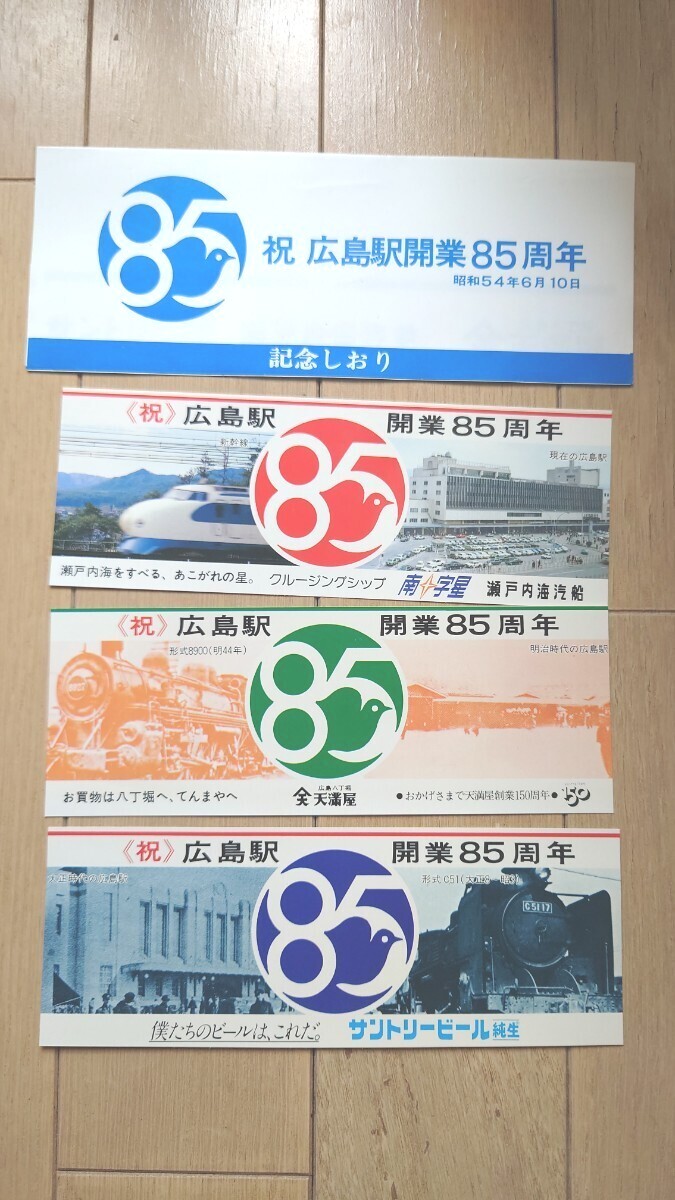 85
祝 広島駅開業85周年
昭和54年6月10日
記念しおり
《祝》広島駅 85 開業85周年
新幹線
現在の広島駅
瀬戸内海をすべる、あこがれの星。 クルージングシップ 南十字星 瀬戸内海汽船
《祝》広島駅 85 開業85周年
形式8900(明44年)
明治時代の広島駅
お買物は八丁堀へ、てんまやへ
広島八丁堀
天満屋
●おかげさまで天満屋創業150周年● 150
《祝》広島駅 85 開業85周年
大正時代の広島駅
形式C51
C5117
僕たちのビールは、これだ。 サントリービール 純生